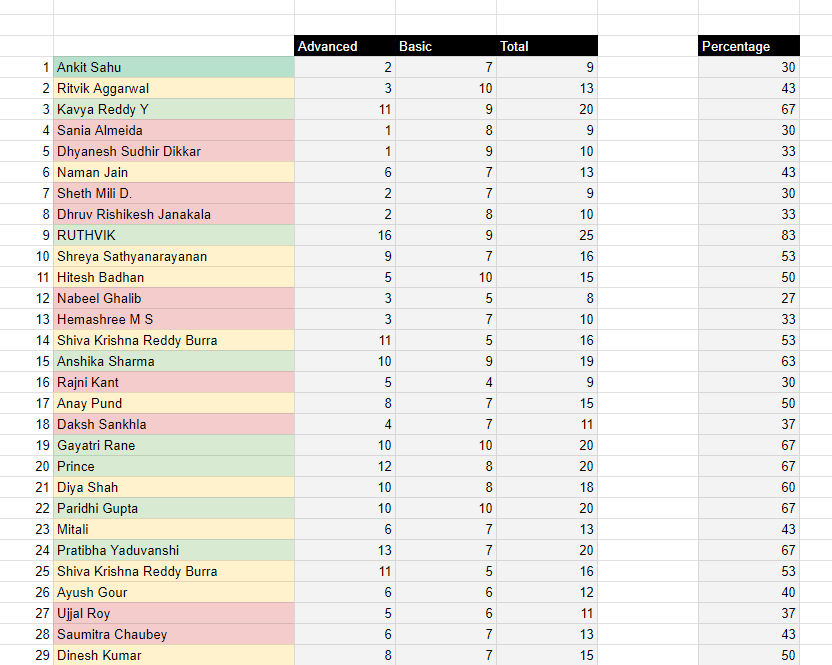 Advanced Basic Total Percentage
1 Ankit Sahu 2 7 9 30
2 Ritvik Aggarwal 3 10 13 43
3 Kavya Reddy Y 11 9 20 67
4 Sania Almeida 1 8 9 30
5 Dhyanesh Sudhir Dikkar 1 9 10 33
6 Naman Jain 6 7 13 43
7 Sheth Mili D. 2 7 9 30
8 Dhruv Rishikesh Janakala 2 8 10 33
9 RUTHVIK 16 9 25 83
10 Shreya Sathyanarayanan 9 7 16 53
11 Hitesh Badhan 5 10 15 50
12 Nabeel Ghalib 3 5 8 27
13 Hemashree M S 3 7 10 33
14 Shiva Krishna Reddy Burra 11 5 16 53
15 Anshika Sharma 10 9 19 63
16 Rajni Kant 5 4 9 30
17 Anay Pund 8 7 15 50
18 Daksh Sankhla 4 7 11 37
19 Gayatri Rane 10 10 20 67
20 Prince 12 8 20 67
21 Diya Shah 10 8 18 60
22 Paridhi Gupta 10 10 20 67
23 Mitali 6 7 13 43
24 Pratibha Yaduvanshi 13 7 20 67
25 Shiva Krishna Reddy Burra 11 5 16 53
26 Ayush Gour 6 6 12 40
27 Ujjal Roy 5 6 11 37
28 Saumitra Chaubey 6 7 13 43
29 Dinesh Kumar 8 7 15 50